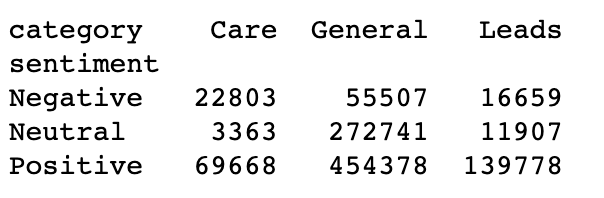 category Care General Leads
sentiment
Negative 22803 55507 16659
Neutral 3363 272741 11907
Positive 69668 454378 139778